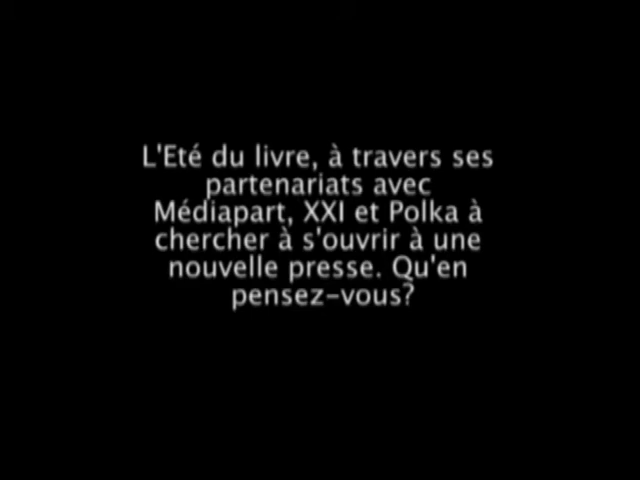 L'Eté du livre, à travers ses
partenariats avec
Médiapart, XXI et Polka à
chercher à s'ouvrir à une
nouvelle presse. Qu'en
pensez-vous?